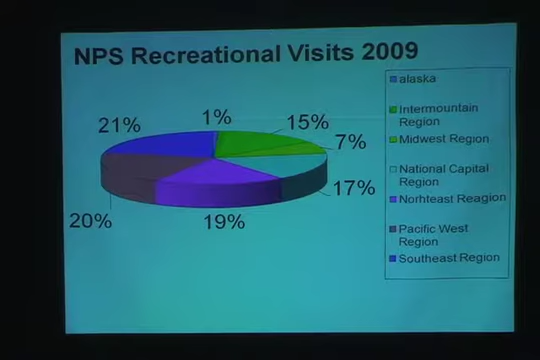 NPS Recreational Visits 2009
21%
1%
15%
7%
17%
19%
20%
alaska
Intermountain
Region
Midwest Region
National Capital
Region
Norhteast Reagion
Pacific West
Region
Southeast Region